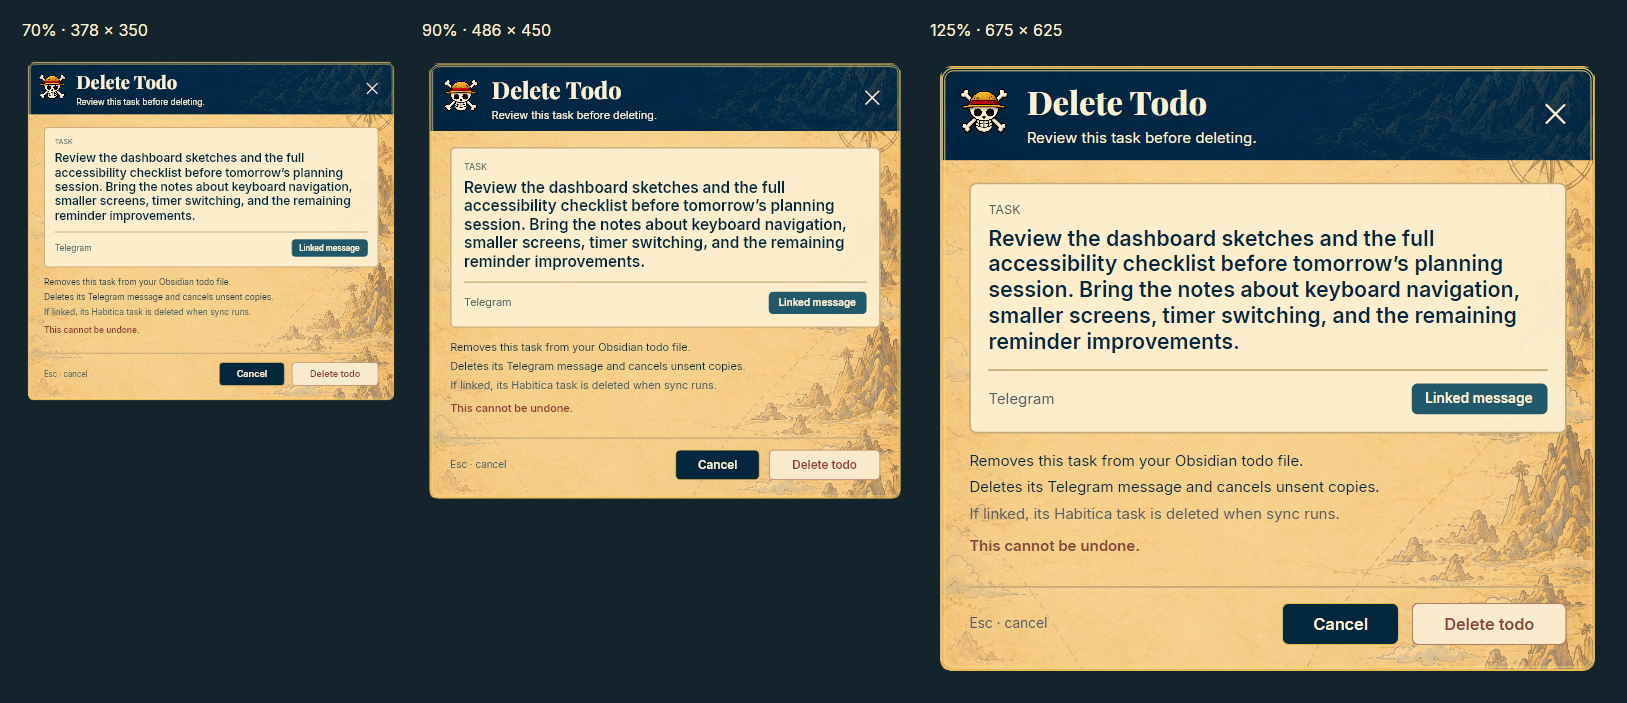 70% · 378 × 350
Delete Todo
Review this task before deleting.
TASK
Review the dashboard sketches and the full
accessibility checklist before tomorrow’s planning
session. Bring the notes about keyboard navigation,
smaller screens, timer switching, and the remaining
reminder improvements.
Telegram
Linked message
Removes this task from your Obsidian todo file.
Deletes its Telegram message and cancels unsent copies.
If linked, its Habitica task is deleted when sync runs.
This cannot be undone.
Esc · cancel
Cancel
Delete todo
90% · 486 × 450
Delete Todo
Review this task before deleting.
TASK
Review the dashboard sketches and the full
accessibility checklist before tomorrow’s planning
session. Bring the notes about keyboard navigation,
smaller screens, timer switching, and the remaining
reminder improvements.
Telegram
Linked message
Removes this task from your Obsidian todo file.
Deletes its Telegram message and cancels unsent copies.
If linked, its Habitica task is deleted when sync runs.
This cannot be undone.
Esc · cancel
Cancel
Delete todo
125% · 675 × 625
Delete Todo
Review this task before deleting.
TASK
Review the dashboard sketches and the full
accessibility checklist before tomorrow’s planning
session. Bring the notes about keyboard navigation,
smaller screens, timer switching, and the remaining
reminder improvements.
Telegram
Linked message
Removes this task from your Obsidian todo file.
Deletes its Telegram message and cancels unsent copies.
If linked, its Habitica task is deleted when sync runs.
This cannot be undone.
Esc · cancel
Cancel
Delete todo